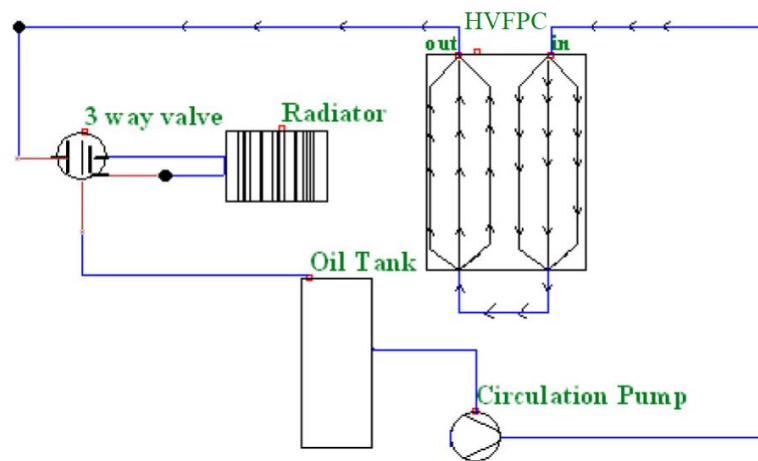 HVFPC
out in
3 way valve
Radiator
Oil Tank
Circulation Pump